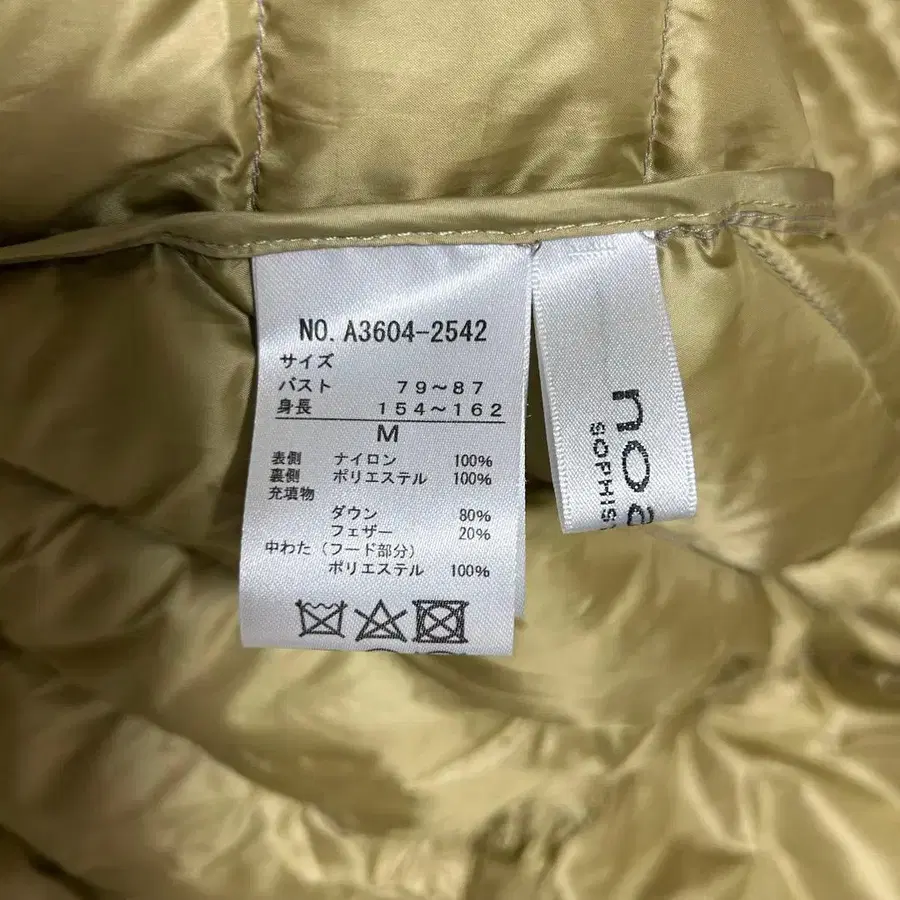 NO. A3604-2542
サイズ
バスト 79～87
身長 154～162
M
表側 ナイロン 100%
裏側 ポリエステル 100%
充填物
ダウン 80%
フェザー 20%
中わた（フード部分）
ポリエステル 100%
noa
SOPHIS